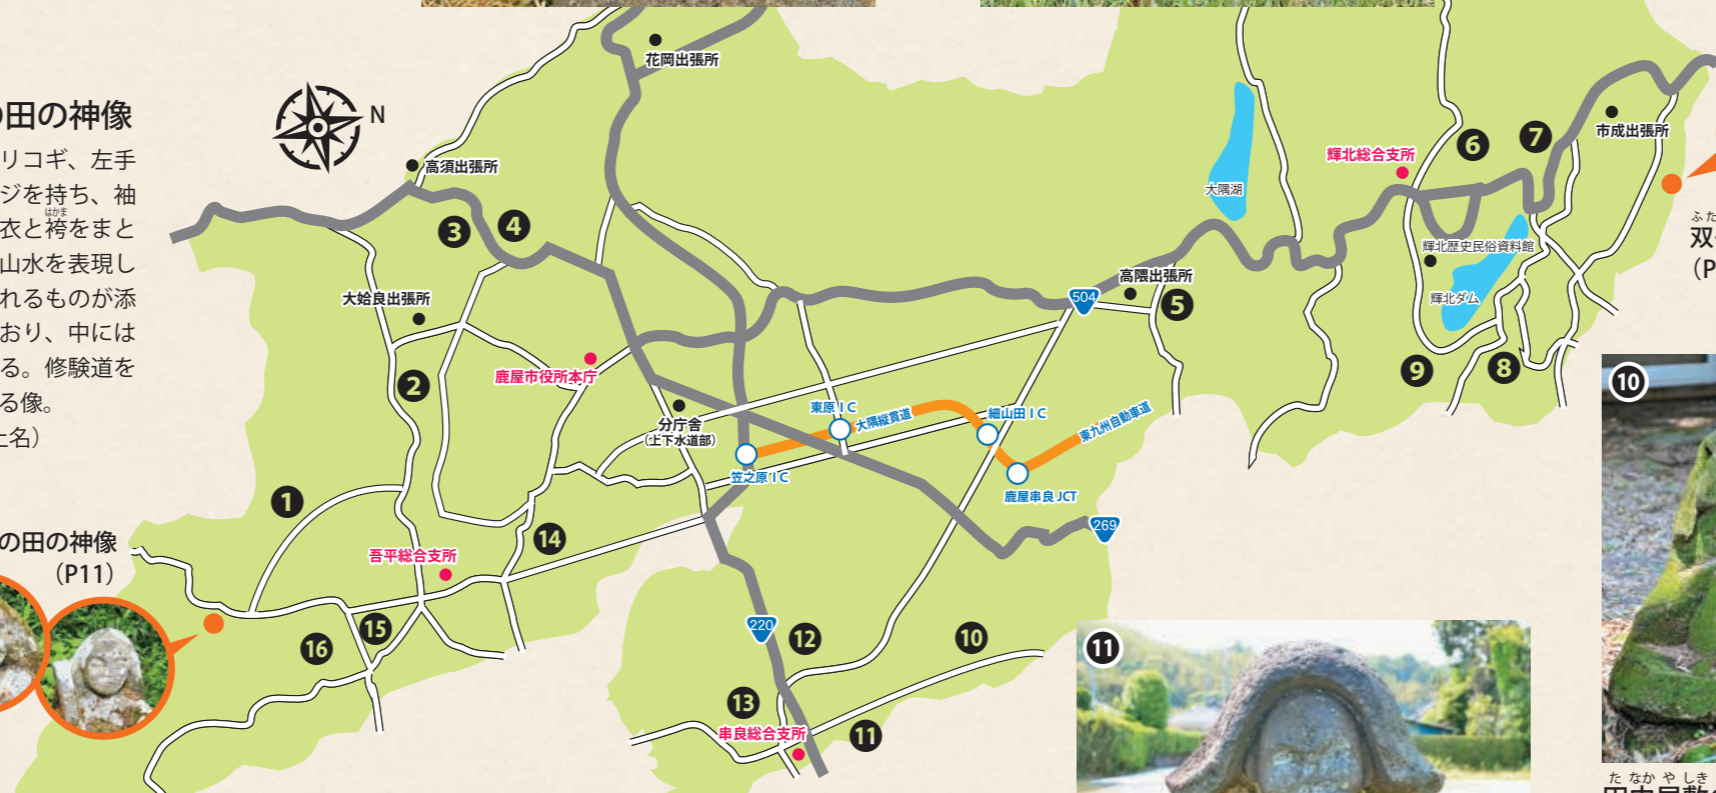 の田の神像
リコギ、左手
ジを持ち、袖
衣と袴をまと
はかま
山水を表現し
れるものが添
おり、中には
る。修験道を
る像。
上名）
の田の神像
（P11）
N
花岡出張所
高須出張所
大姶良出張所
鹿屋市役所本庁
分庁舎
（上下水道部）
吾平総合支所
串良総合支所
笠之原IC
東原IC
大隅縦貫道
細山田IC
東九州自動車道
鹿屋串良JCT
高隈出張所
大隅湖
輝北総合支所
輝北歴史民俗資料館
輝北ダム
市成出張所
504
269
220
1
2
3
4
5
6
7
8
9
10
11
12
13
14
15
16
ふた
双
（P
10
11
た なか や しき
田中屋敷